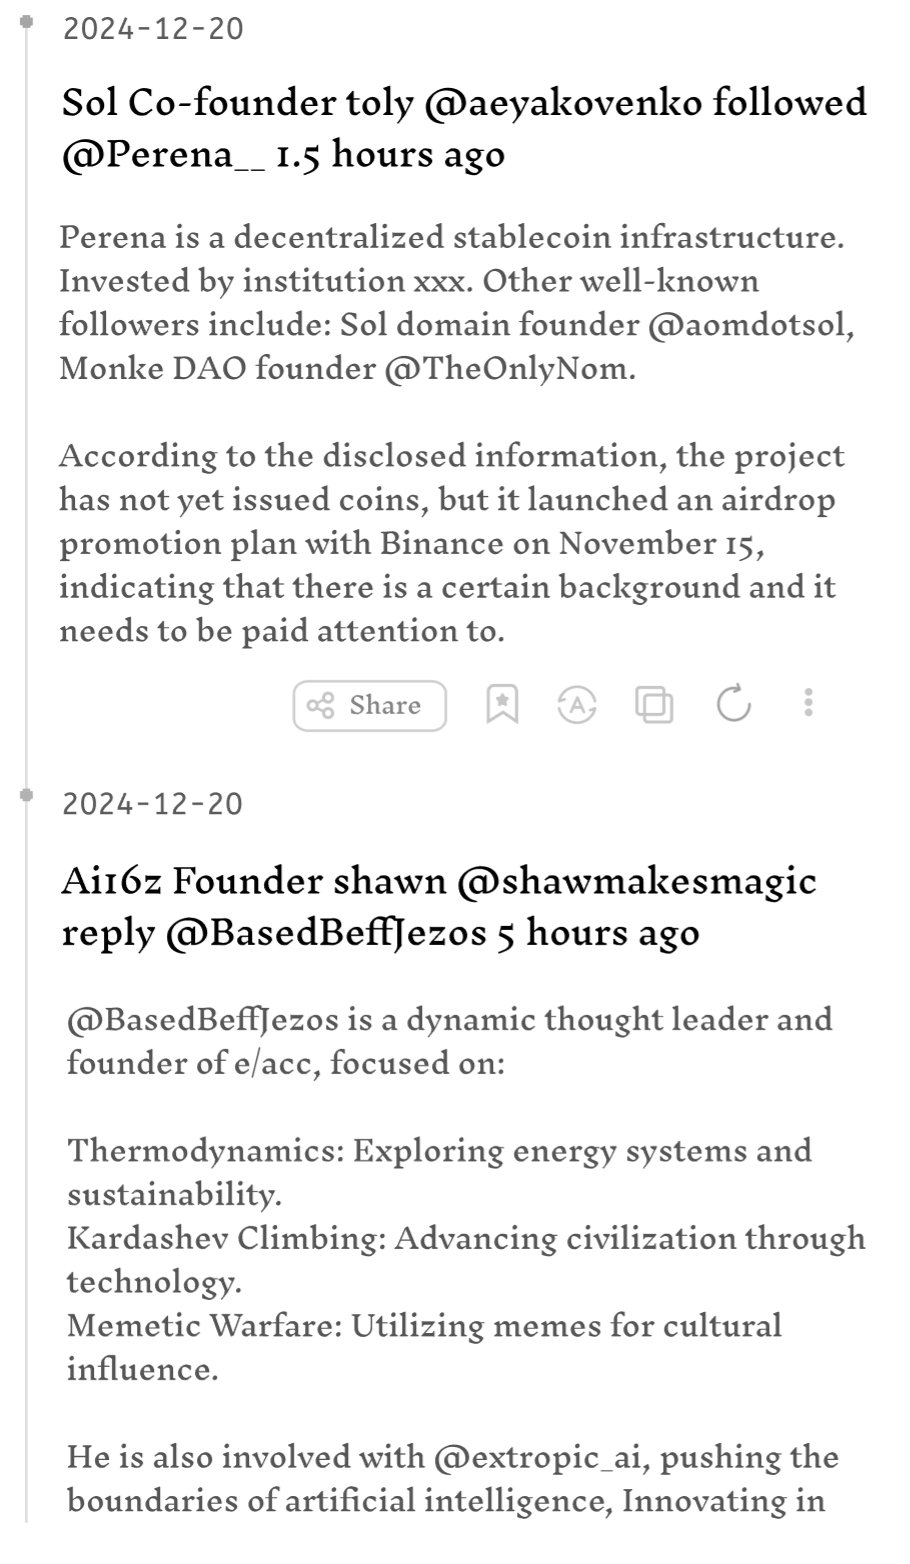 2024-12-20
Sol Co-founder toly @aeyakovenko followed
@Perena__ 1.5 hours ago
Perena is a decentralized stablecoin infrastructure.
Invested by institution xxx. Other well-known
followers include: Sol domain founder @aomdotsol,
Monke DAO founder @TheOnlyNom.
According to the disclosed information, the project
has not yet issued coins, but it launched an airdrop
promotion plan with Binance on November 15,
indicating that there is a certain background and it
needs to be paid attention to.
Share
2024-12-20
Ai16z Founder shawn @shawmakesmagic
reply @BasedBeffJezos 5 hours ago
@BasedBeffJezos is a dynamic thought leader and
founder of e/acc, focused on:
Thermodynamics: Exploring energy systems and
sustainability.
Kardashev Climbing: Advancing civilization through
technology.
Memetic Warfare: Utilizing memes for cultural
influence.
He is also involved with @extropic_ai, pushing the
boundaries of artificial intelligence, Innovating in